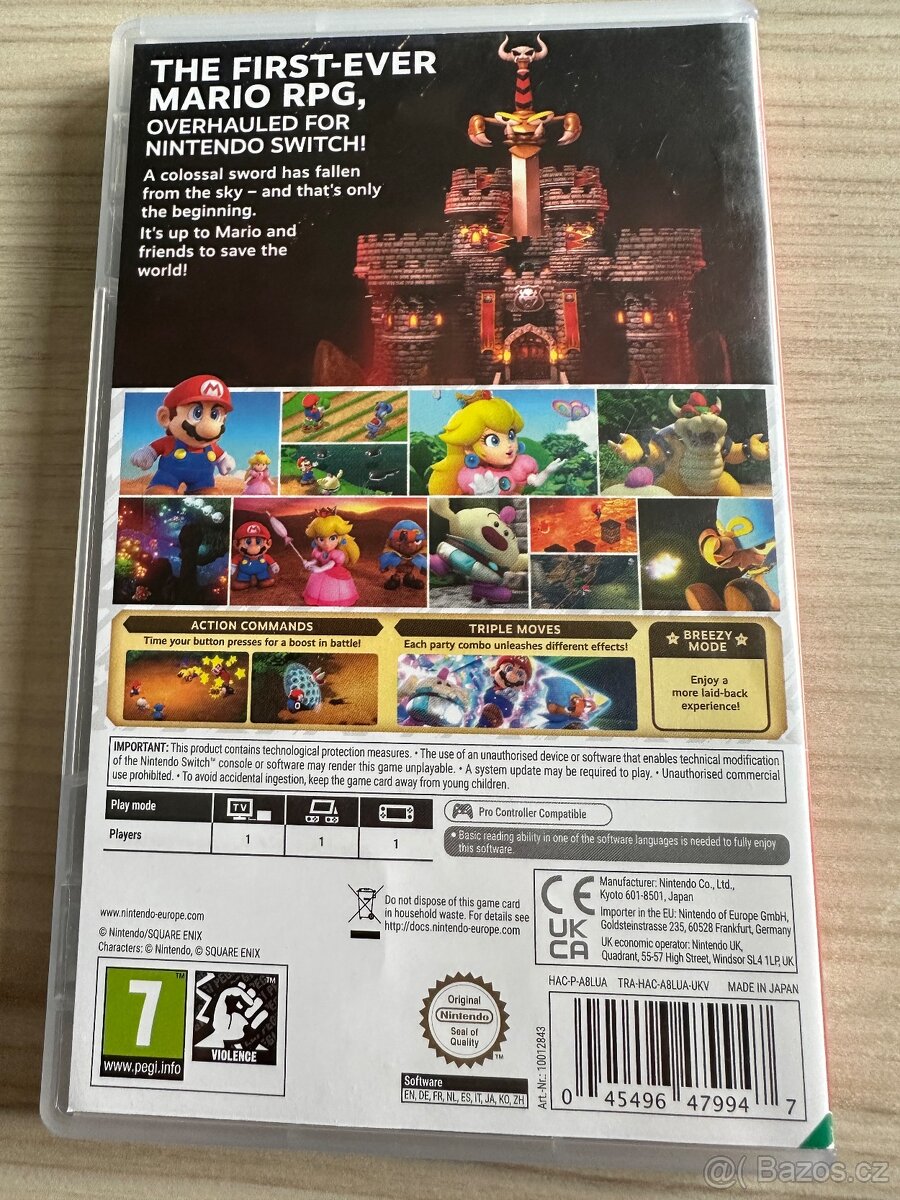 THE FIRST-EVER
MARIO RPG,
OVERHAULED FOR
NINTENDO SWITCH!
A colossal sword has fallen
from the sky – and that's only
the beginning.
It's up to Mario and
friends to save the
world!
ACTION COMMANDS
Time your button presses for a boost in battle!
TRIPLE MOVES
Each party combo unleashes different effects!
BREEZY
MODE
Enjoy a
more laid-back
experience!
IMPORTANT: This product contains technological protection measures. • The use of an unauthorised device or software that enables technical modification
of the Nintendo Switch™ console or software may render this game unplayable. • A system update may be required to play. • Unauthorised commercial
use prohibited. • To avoid accidental ingestion, keep the game card away from young children.
Play mode
TV
Players
1
1
1
Pro Controller Compatible
• Basic reading ability in one of the software languages is needed to fully enjoy
this software.
www.nintendo-europe.com
© Nintendo/SQUARE ENIX
Characters: © Nintendo, © SQUARE ENIX
Do not dispose of this game card
in household waste. For details see
http://docs.nintendo-europe.com
CE
UK
CA
Manufacturer: Nintendo Co., Ltd.,
Kyoto 601-8501, Japan
Importer in the EU: Nintendo of Europe GmbH,
Goldsteinstrasse 235, 60528 Frankfurt, Germany
UK economic operator: Nintendo UK,
Quadrant, 55-57 High Street, Windsor SL4 1LP, UK
HAC-P-A8LUA TRA-HAC-A8LUA-UKV MADE IN JAPAN
7
™
www.pegi.info
™
VIOLENCE
Original
Nintendo
Seal of
Quality
™
Software
EN, DE, FR, NL, ES, IT, JA, KO, ZH
Art.-Nr.: 10012843
0 45496 47994 7
@( Bazoš.cz